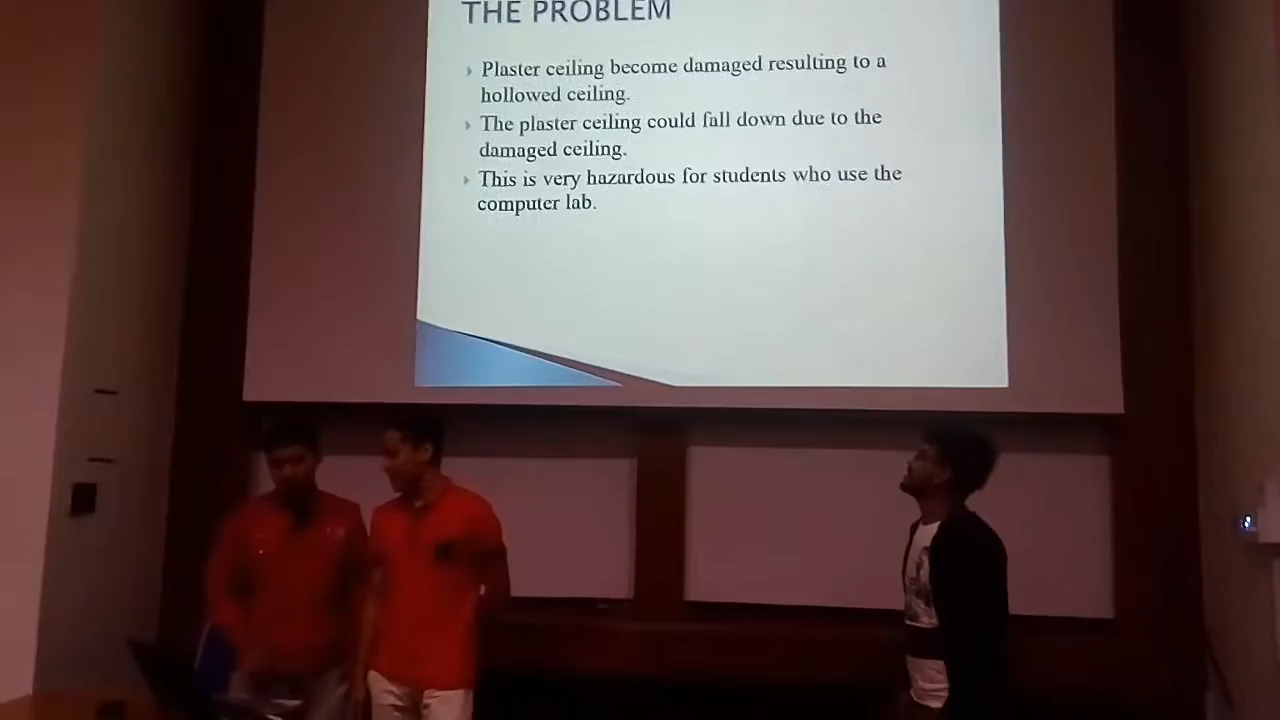 THE PROBLEM
Plaster ceiling become damaged resulting to a
hollowed ceiling.
The plaster ceiling could fall down due to the
damaged ceiling.
This is very hazardous for students who use the
computer lab.